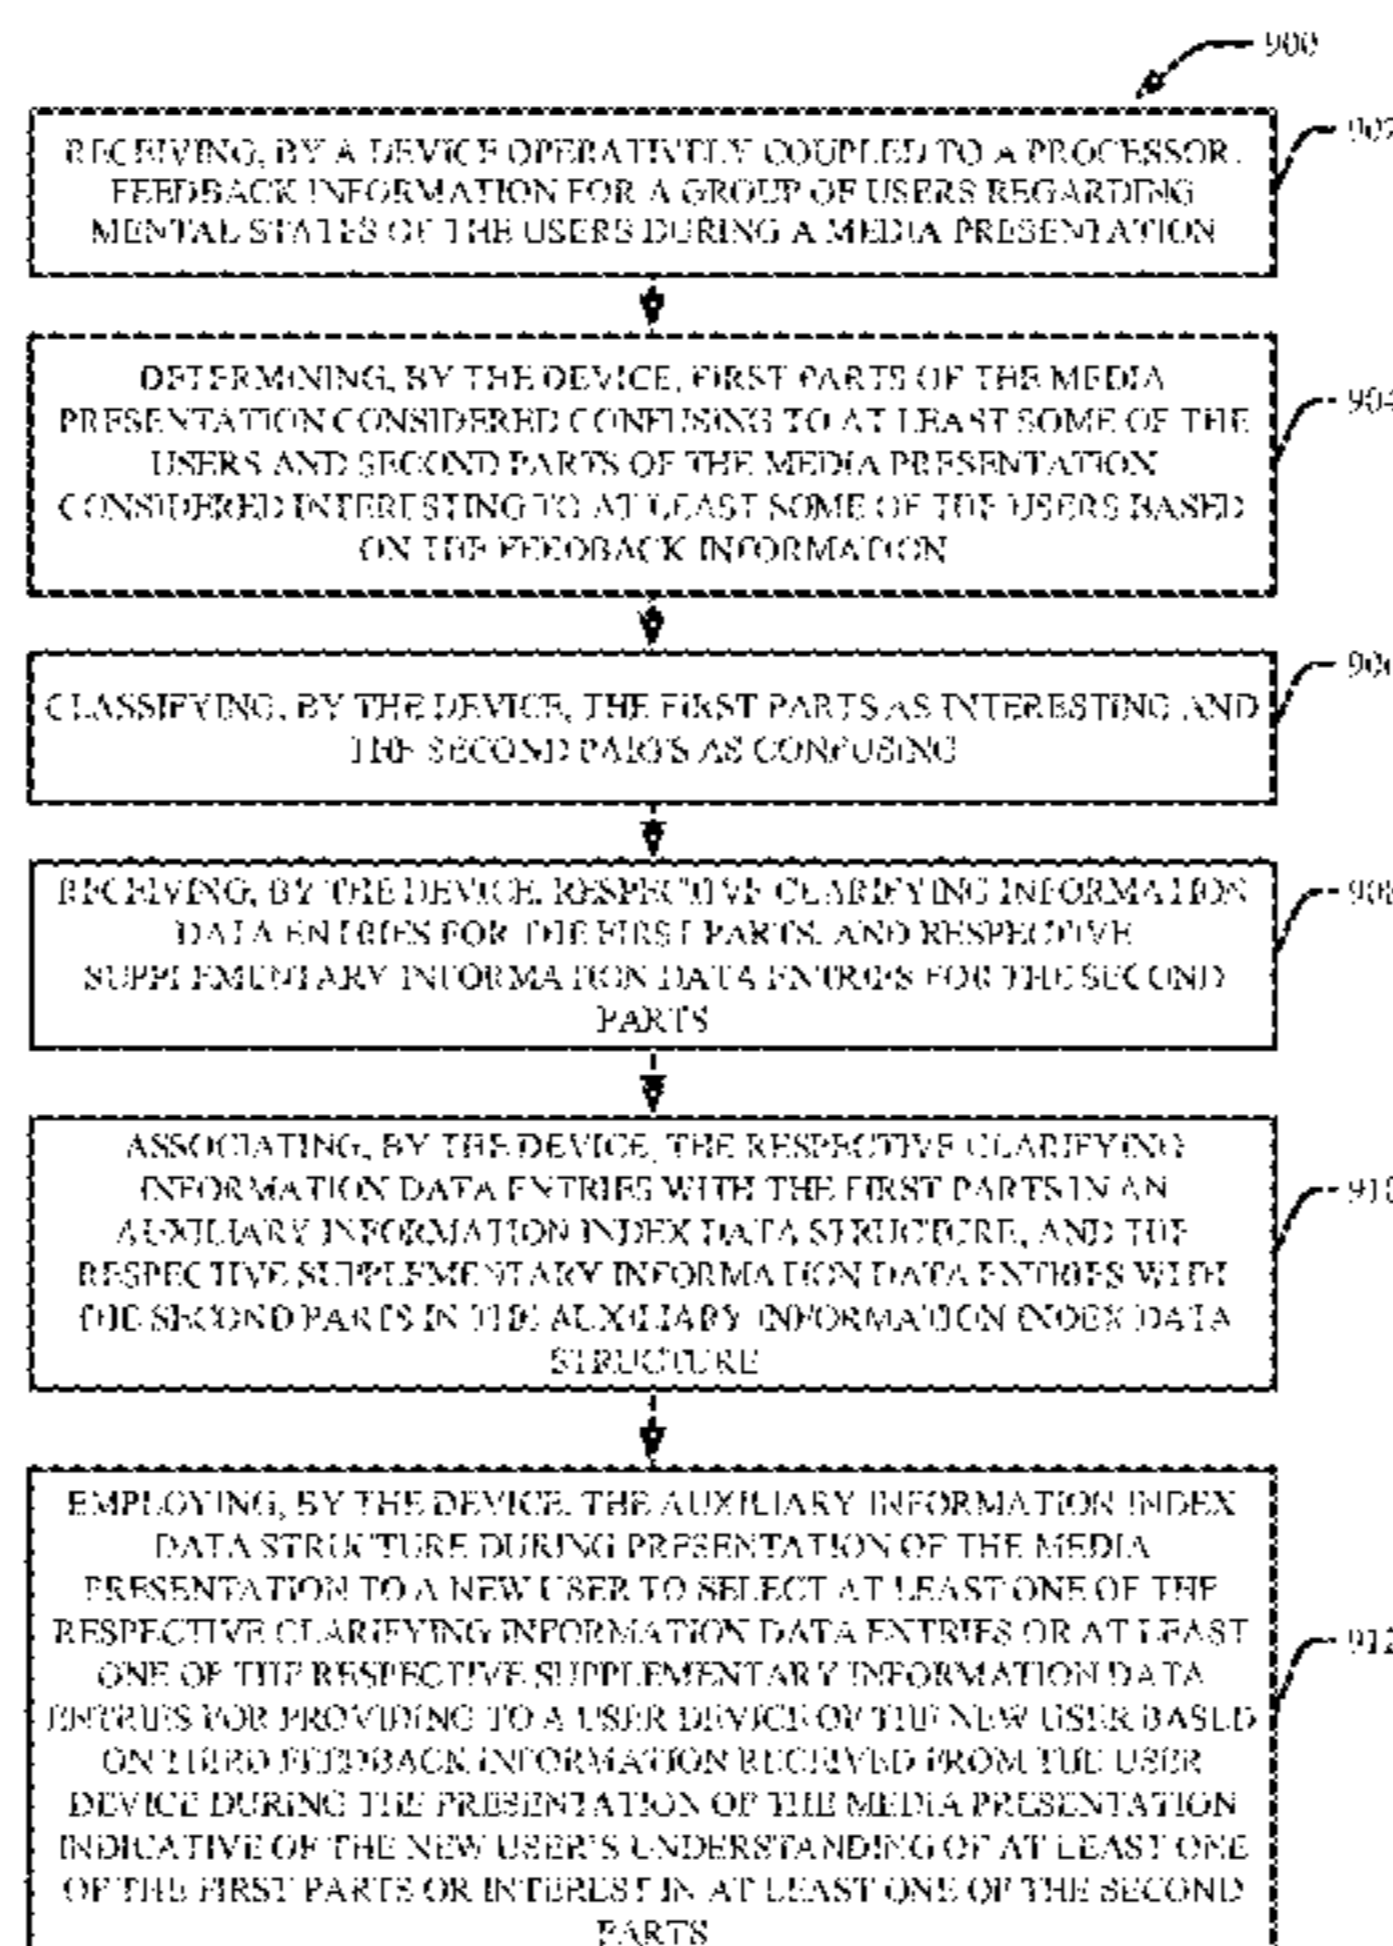 900
902
RECEIVING, BY A DEVICE OPERATIVELY COUPLED TO A PROCESSOR,
FEEDBACK INFORMATION FOR A GROUP OF USERS REGARDING
MENTAL STATES OF THE USERS DURING A MEDIA PRESENTATION
904
DETERMINING, BY THE DEVICE, FIRST PARTS OF THE MEDIA
PRESENTATION CONSIDERED CONFUSING TO AT LEAST SOME OF THE
USERS AND SECOND PARTS OF THE MEDIA PRESENTATION
CONSIDERED INTERESTING TO AT LEAST SOME OF THE USERS BASED
ON THE FEEDBACK INFORMATION
906
CLASSIFYING, BY THE DEVICE, THE FIRST PARTS AS INTERESTING AND
THE SECOND PARTS AS CONFUSING
908
RECEIVING, BY THE DEVICE, RESPECTIVE CLARIFYING INFORMATION
DATA ENTRIES FOR THE FIRST PARTS, AND RESPECTIVE
SUPPLEMENTARY INFORMATION DATA ENTRIES FOR THE SECOND
PARTS
910
ASSOCIATING, BY THE DEVICE, THE RESPECTIVE CLARIFYING
INFORMATION DATA ENTRIES WITH THE FIRST PARTS IN AN
AUXILIARY INFORMATION INDEX DATA STRUCTURE, AND THE
RESPECTIVE SUPPLEMENTARY INFORMATION DATA ENTRIES WITH
THE SECOND PARTS IN THE AUXILIARY INFORMATION INDEX DATA
STRUCTURE
912
EMPLOYING, BY THE DEVICE, THE AUXILIARY INFORMATION INDEX
DATA STRUCTURE DURING PRESENTATION OF THE MEDIA
PRESENTATION TO A NEW USER TO SELECT AT LEAST ONE OF THE
RESPECTIVE CLARIFYING INFORMATION DATA ENTRIES OR AT LEAST
ONE OF THE RESPECTIVE SUPPLEMENTARY INFORMATION DATA
ENTRIES FOR PROVIDING TO A USER DEVICE OF THE NEW USER BASED
ON THIRD FEEDBACK INFORMATION RECEIVED FROM THE USER
DEVICE DURING THE PRESENTATION OF THE MEDIA PRESENTATION
INDICATIVE OF THE NEW USER'S UNDERSTANDING OF AT LEAST ONE
OF THE FIRST PARTS OR INTEREST IN AT LEAST ONE OF THE SECOND
PARTS